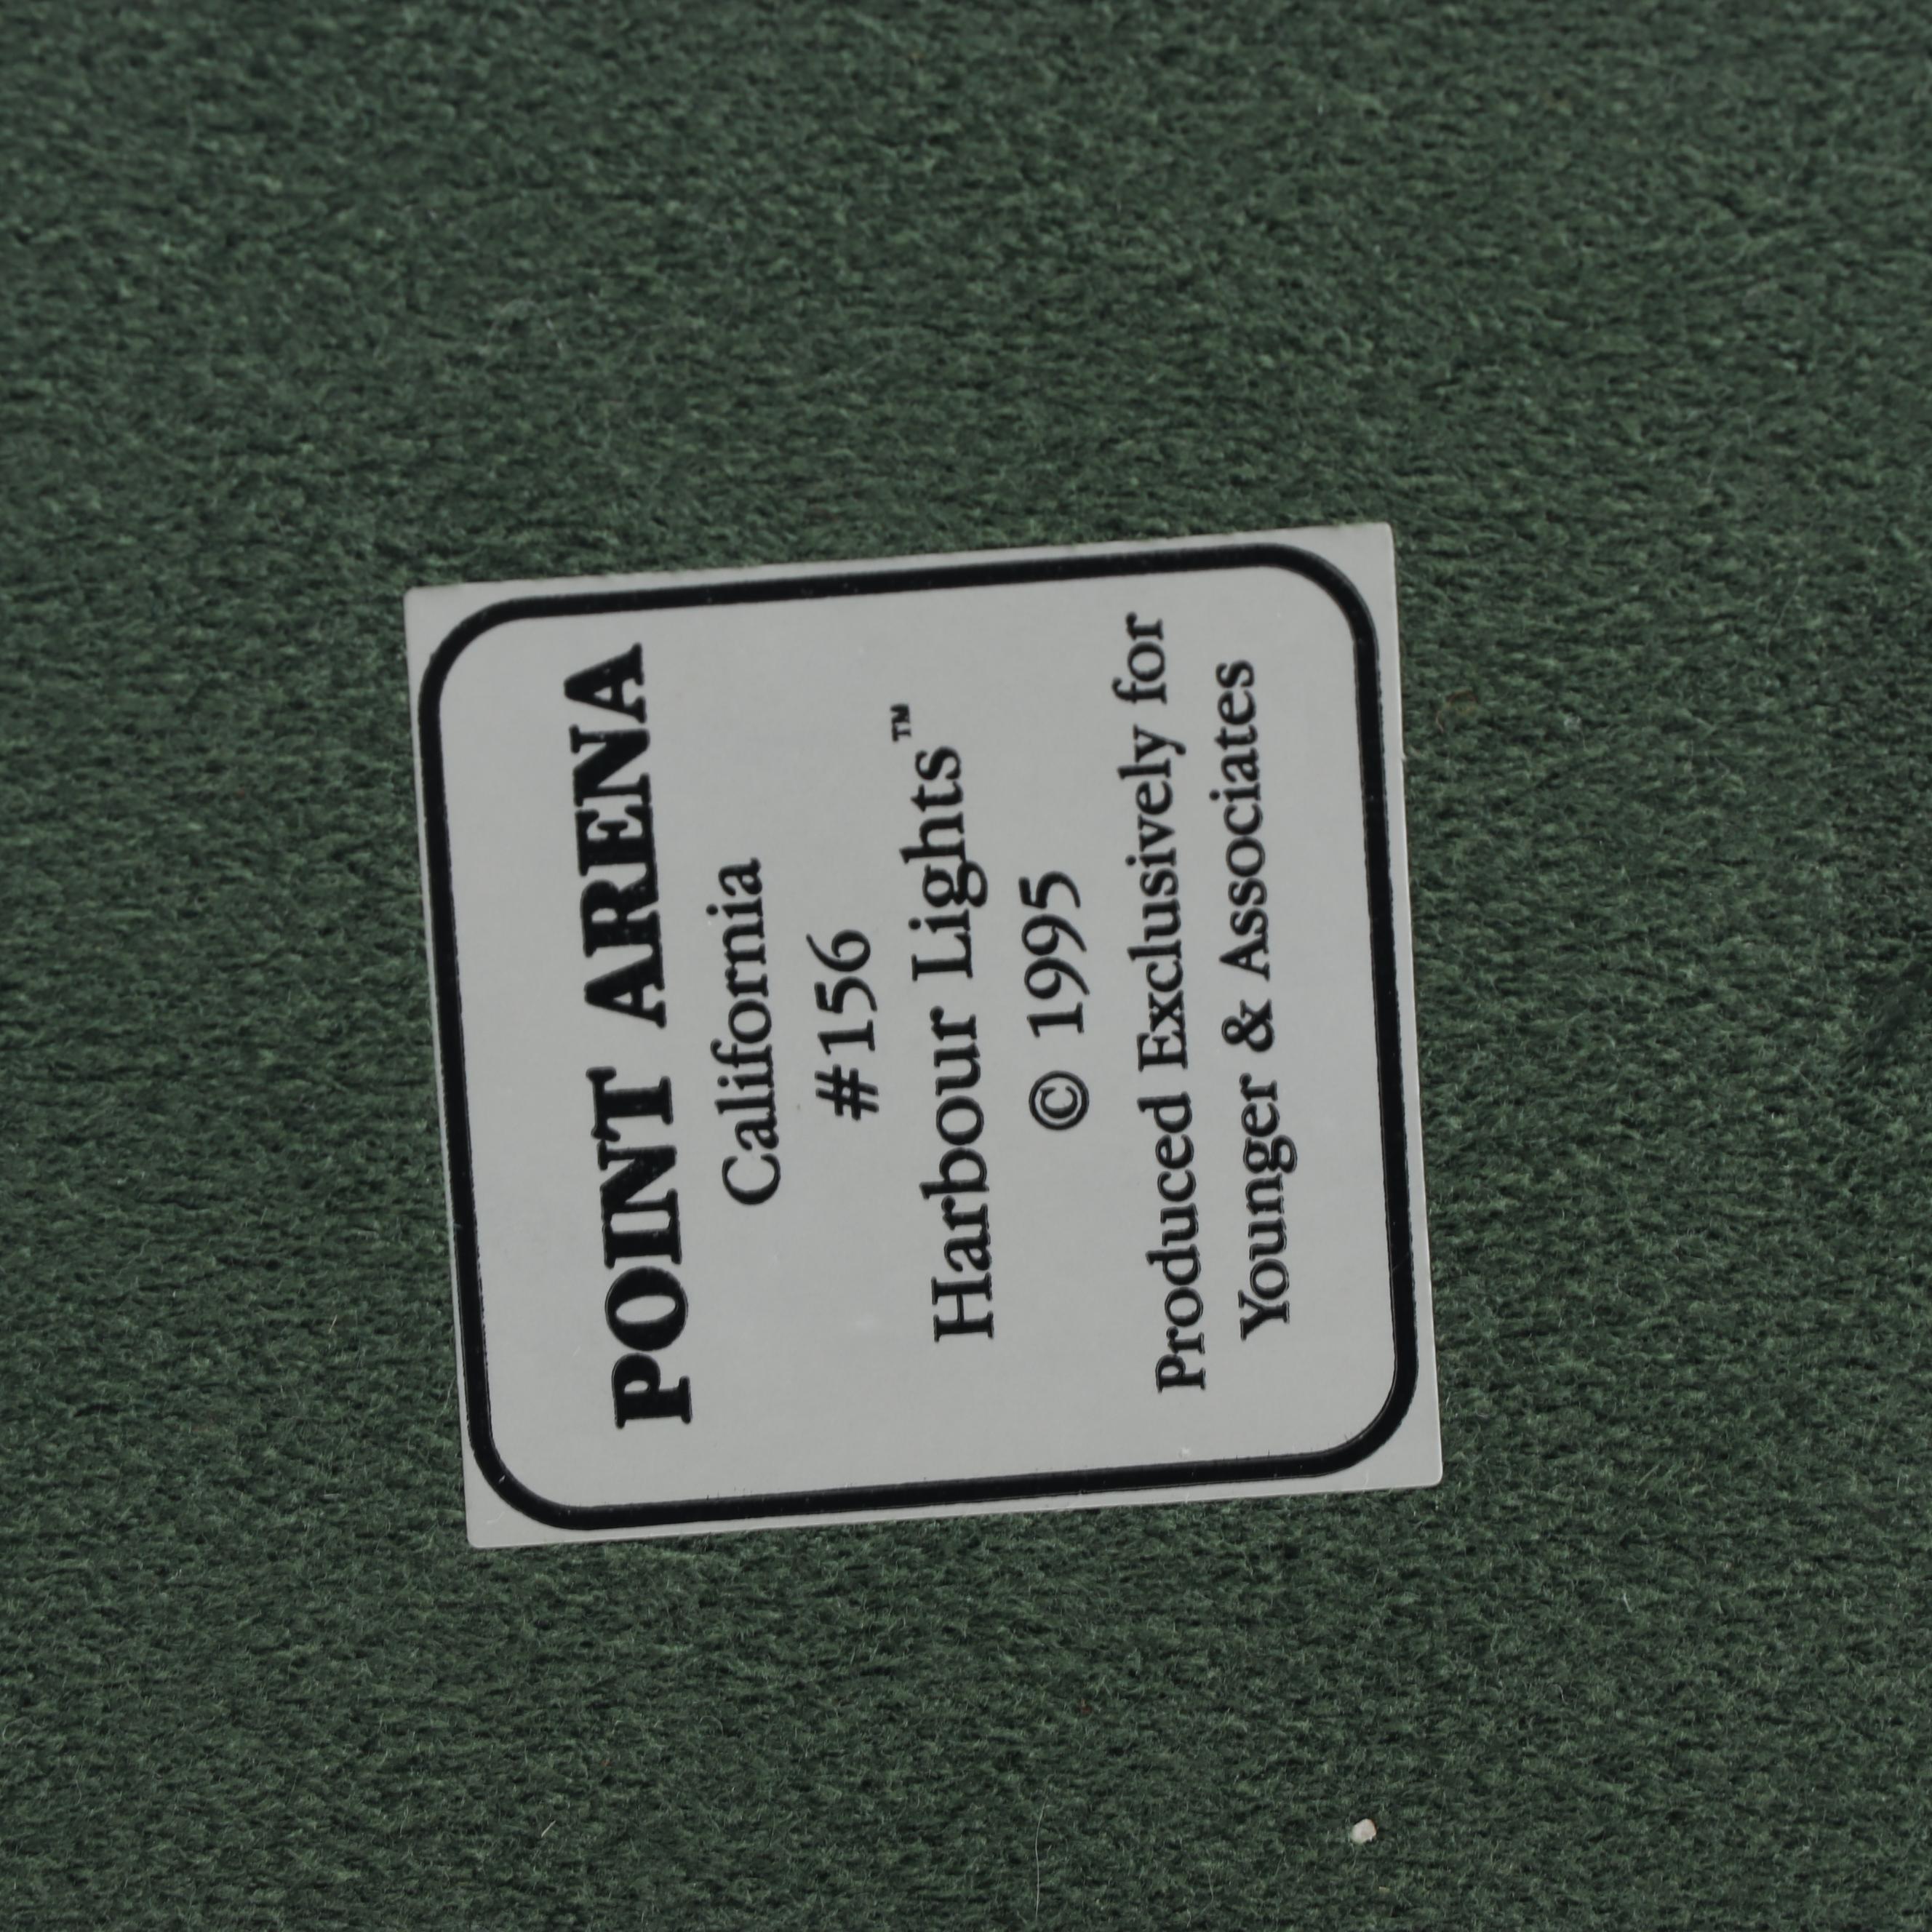 POINT ARENA
California
#156
Harbour Lights™
© 1995
Produced Exclusively for
Younger & Associates